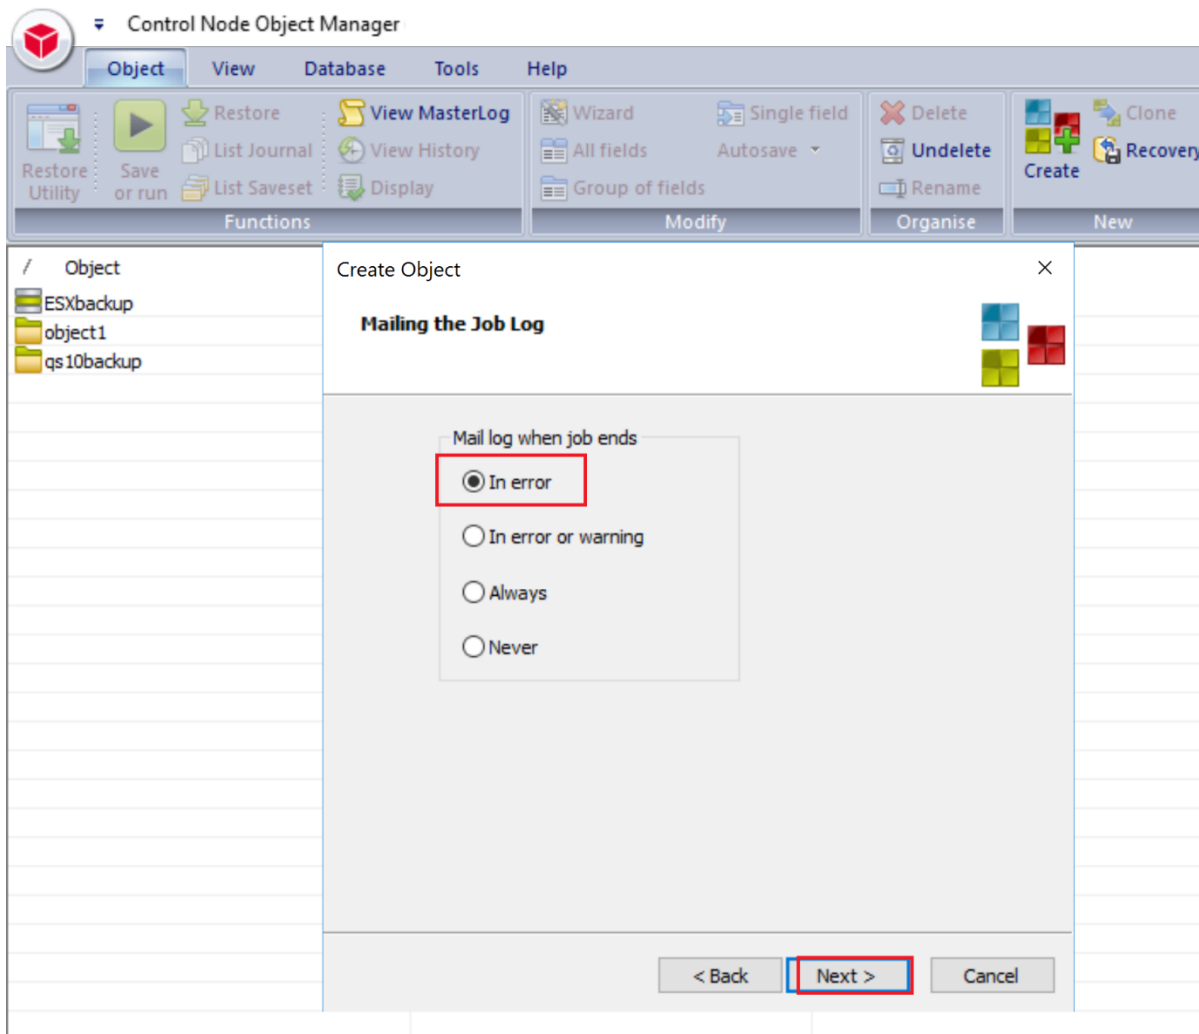 Control Node Object Manager
Object View Database Tools Help
Restore Utility
Save or run
Restore
List Journal
List Saveset
View MasterLog
View History
Display
Functions
Wizard
All fields
Group of fields
Single field
Autosave
Modify
Delete
Undelete
Rename
Organise
Create
Clone
Recovery
New
/ Object
ESXbackup
object1
qs10backup
Create Object
Mailing the Job Log
Mail log when job ends
In error
In error or warning
Always
Never
< Back Next > Cancel